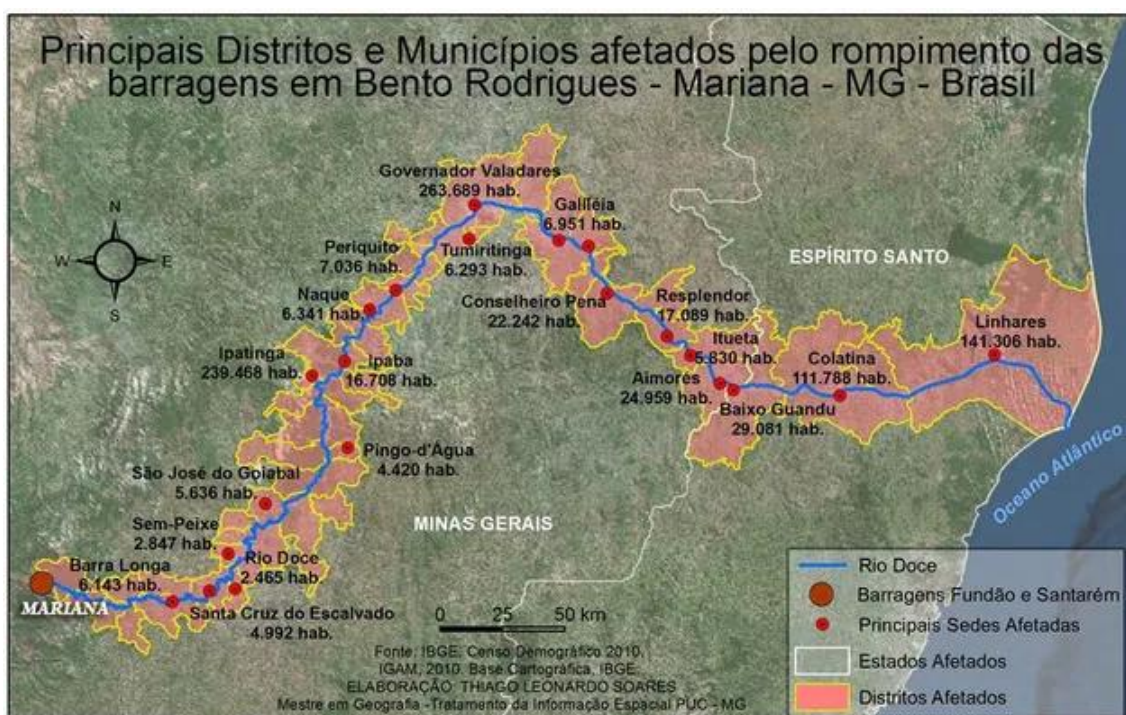 Principais Distritos e Municípios afetados pelo rompimento das
barragens em Bento Rodrigues - Mariana - MG - Brasil
N
W
E
S
Governador Valadares
263.689 hab.
Galiléia
6.951 hab.
Periquito
7.036 hab.
Tumiritinga
6.293 hab.
ESPÍRITO SANTO
Naque
6.341 hab.
Conselheiro Pena
22.242 hab.
Resplendor
17.089 hab.
Linhares
141.306 hab.
Ipatinga
239.468 hab.
Ipaba
16.708 hab.
Itueta
5.830 hab.
Colatina
111.788 hab.
Aimorés
24.959 hab.
Baixo Guandu
29.081 hab.
Pingo-d'Água
4.420 hab.
São José do Goiabal
5.636 hab.
Oceano Atlântico
MINAS GERAIS
Sem-Peixe
2.847 hab.
Barra Longa
6.143 hab.
Rio Doce
2.465 hab.
MARIANA
Santa Cruz do Escalvado
4.992 hab.
0 25 50 km
Fonte: IBGE, Censo Demográfico 2010,
IGAM, 2010. Base Cartográfica, IBGE
ELABORAÇÃO: THIAGO LEONARDO SOARES
Mestre em Geografia -Tratamento da Informação Espacial PUC - MG
Rio Doce
Barragens Fundão e Santarém
Principais Sedes Afetadas
Estados Afetados
Distritos Afetados